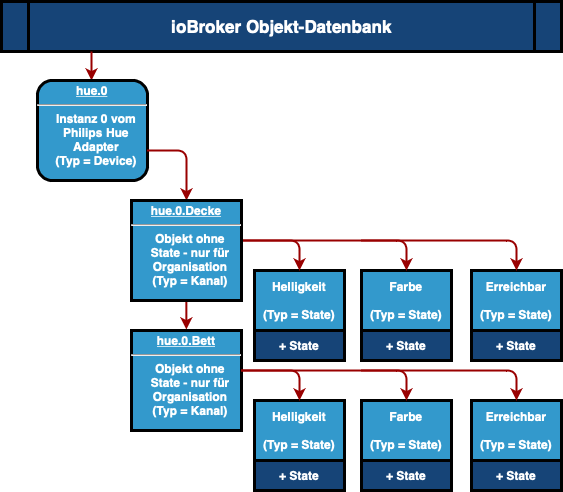 ioBroker Objekt-Datenbank
hue.0
Instanz 0 vom
Philips Hue
Adapter
(Typ = Device)
hue.0.Decke
Objekt ohne
State - nur für
Organisation
(Typ = Kanal)
Helligkeit
(Typ = State)
+ State
Farbe
(Typ = State)
+ State
Erreichbar
(Typ = State)
+ State
hue.0.Bett
Objekt ohne
State - nur für
Organisation
(Typ = Kanal)
Helligkeit
(Typ = State)
+ State
Farbe
(Typ = State)
+ State
Erreichbar
(Typ = State)
+ State